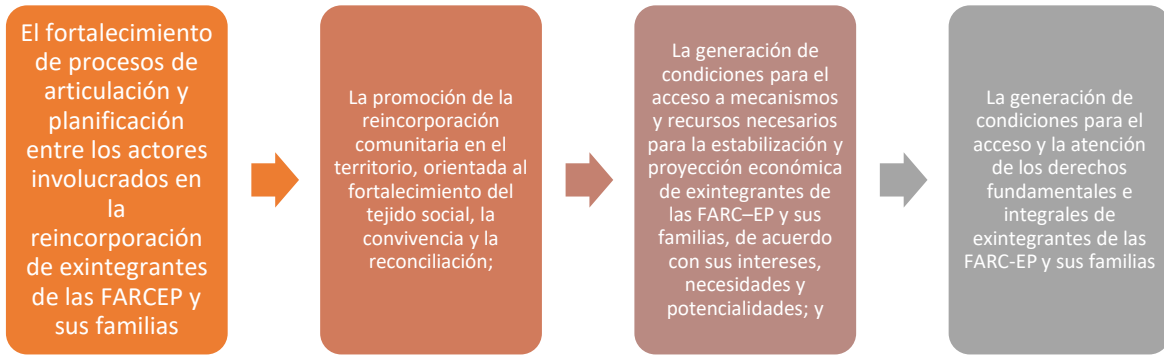 El fortalecimiento
de procesos de
articulación y
planificación
entre los actores
involucrados en
la
reincorporación
de exintegrantes
de las FARCEP y
sus familias
La promoción de la
reincorporación
comunitaria en el
territorio, orientada al
fortalecimiento del
tejido social, la
convivencia y la
reconciliación;
La generación de
condiciones para el
acceso a mecanismos
y recursos necesarios
para la estabilización y
proyección económica
de exintegrantes de
las FARC–EP y sus
familias, de acuerdo
con sus intereses,
necesidades y
potencialidades; y
La generación de
condiciones para el
acceso y la atención
de los derechos
fundamentales e
integrales de
exintegrantes de las
FARC-EP y sus familias